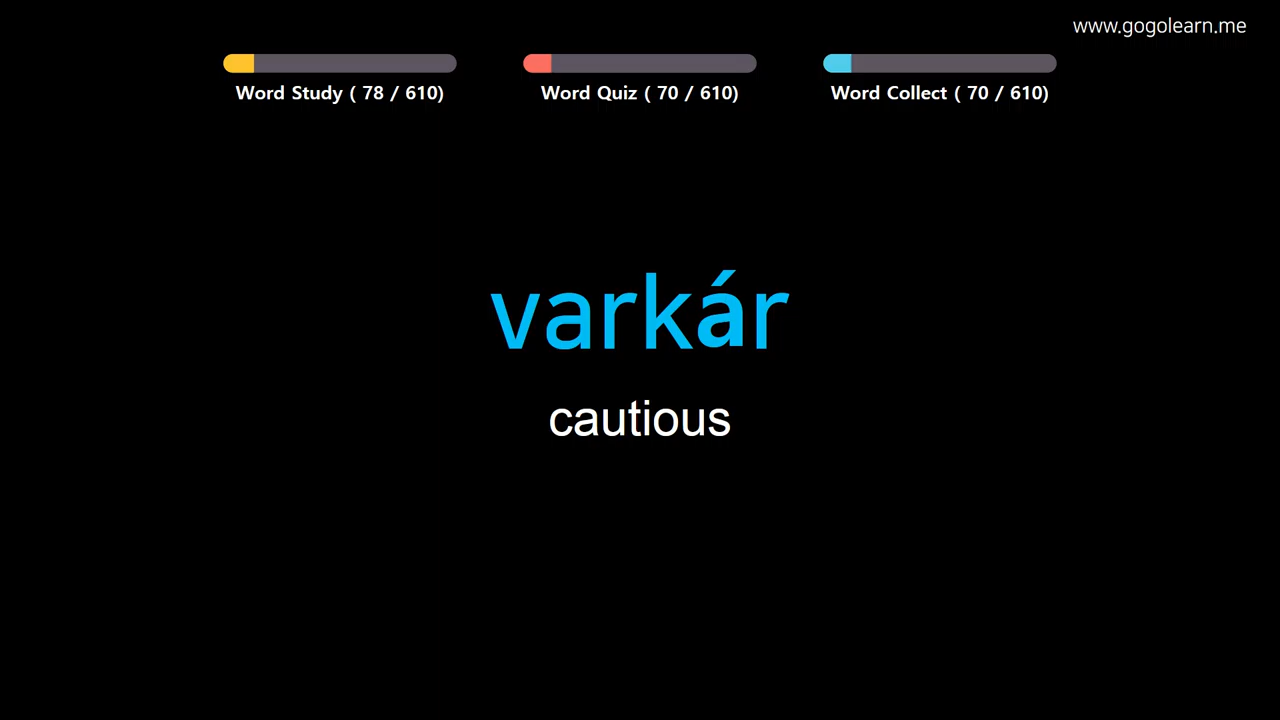 www.gogolearn.me
Word Study ( 78 / 610)
Word Quiz ( 70 / 610)
Word Collect ( 70 / 610)
varkár
cautious